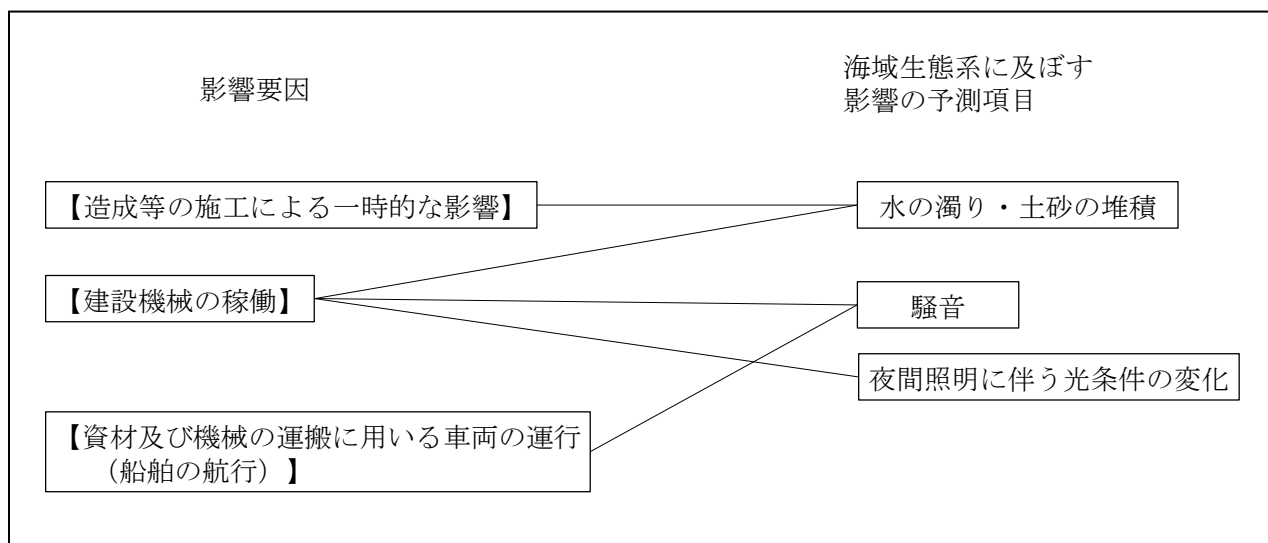 影響要因
海域生態系に及ぼす
影響の予測項目
【造成等の施工による一時的な影響】
水の濁り・土砂の堆積
【建設機械の稼働】
騒音
夜間照明に伴う光条件の変化
【資材及び機械の運搬に用いる車両の運行
（船舶の航行）】